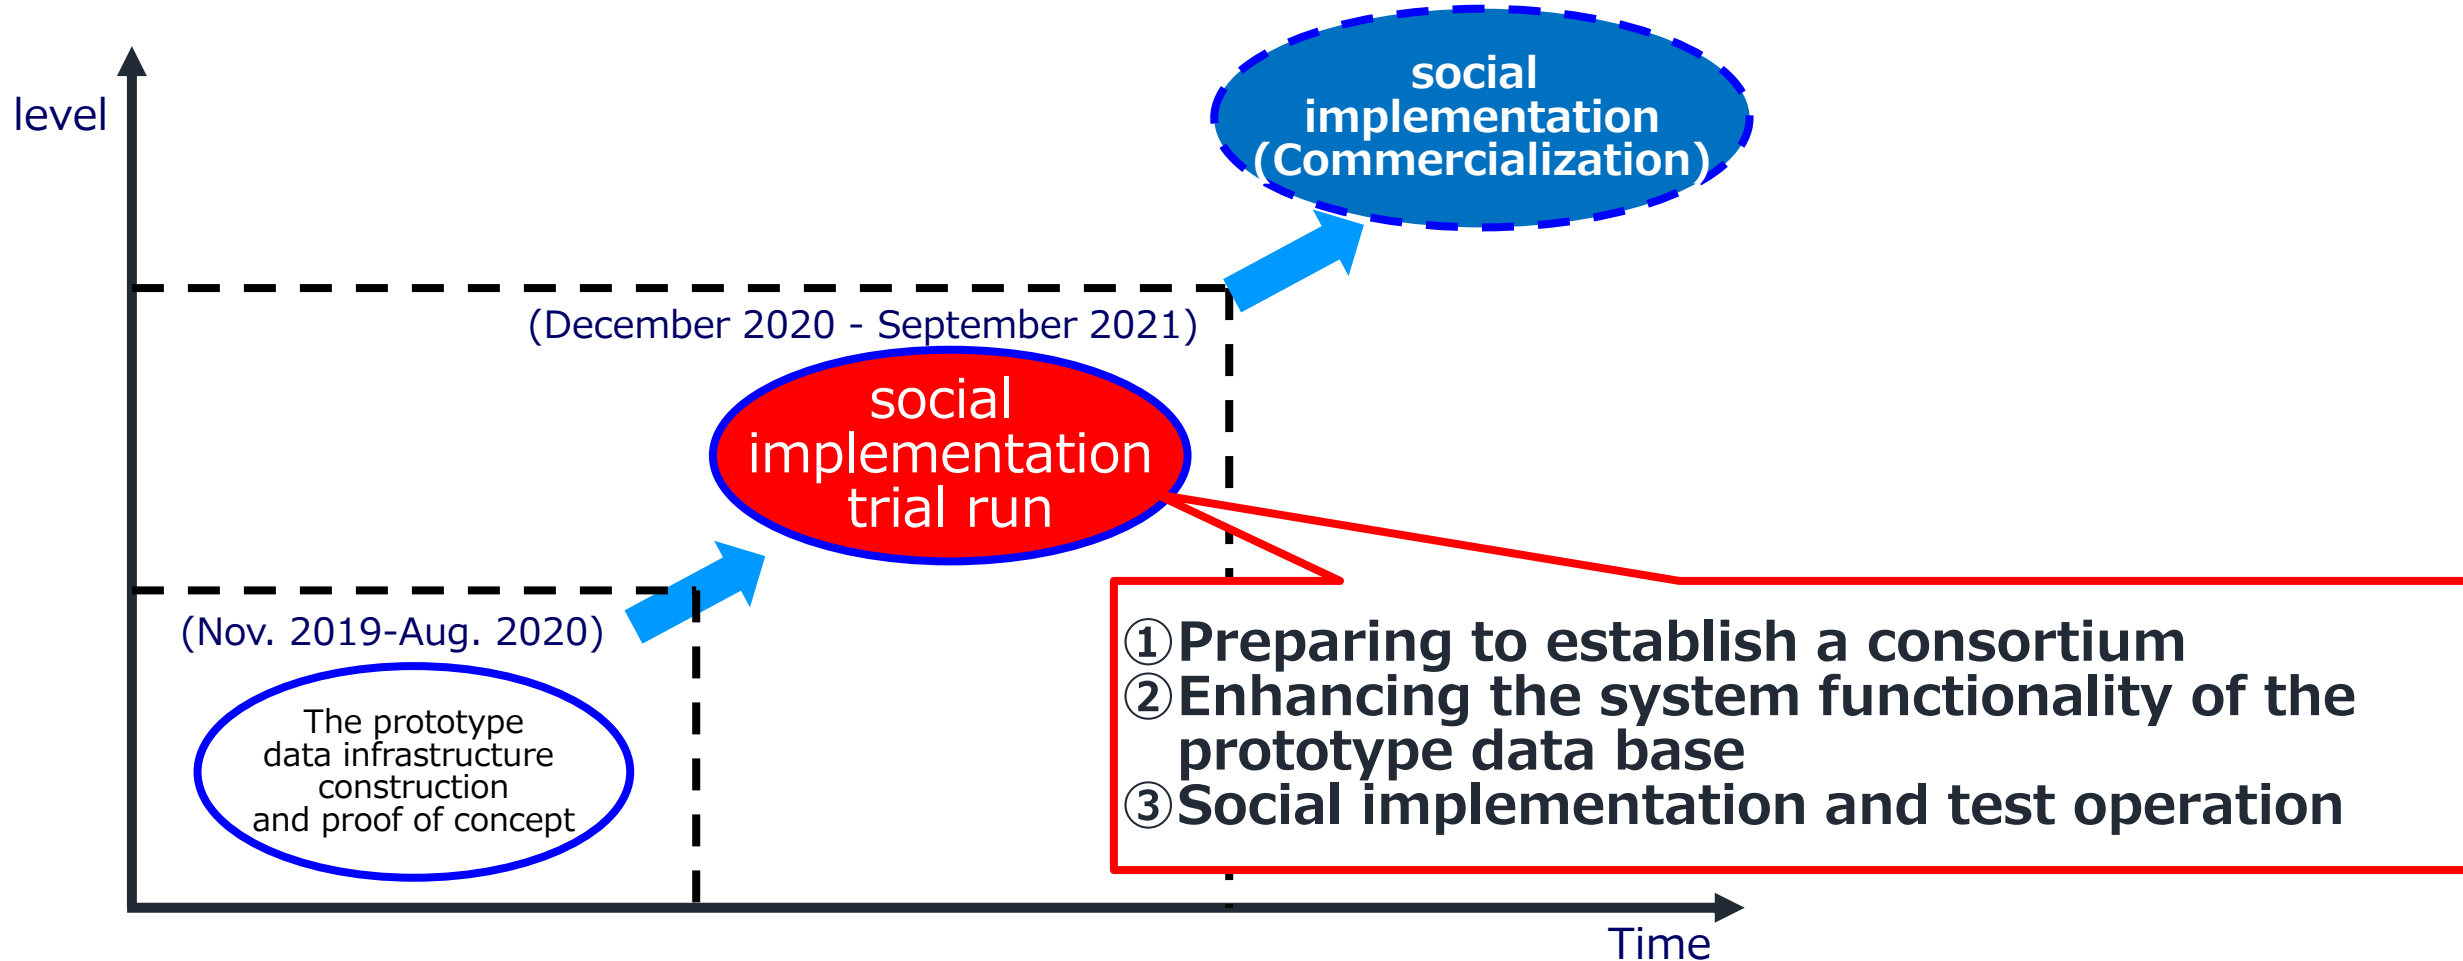 level
social
implementation
(Commercialization)
(December 2020 - September 2021)
social
implementation
trial run
(Nov. 2019-Aug. 2020)
The prototype
data infrastructure
construction
and proof of concept
①Preparing to establish a consortium
②Enhancing the system functionality of the
prototype data base
③Social implementation and test operation
Time